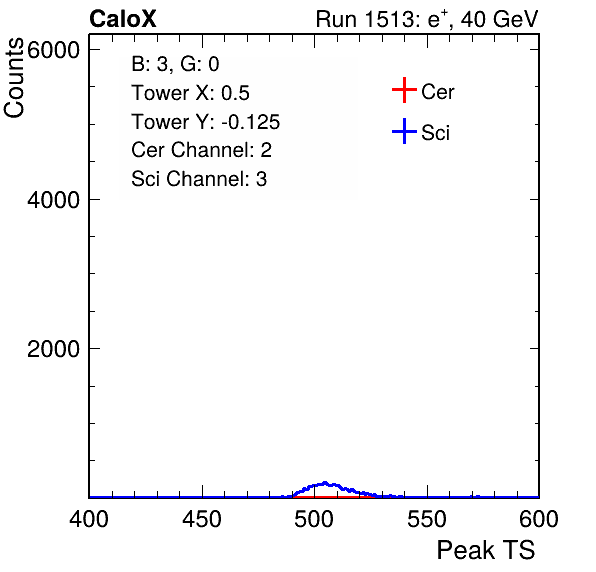 CaloX Run 1513: e⁺, 40 GeV
Counts
6000
4000
2000
B: 3, G: 0
Tower X: 0.5
Tower Y: -0.125
Cer Channel: 2
Sci Channel: 3
Cer
Sci
400 450 500 550 600
Peak TS